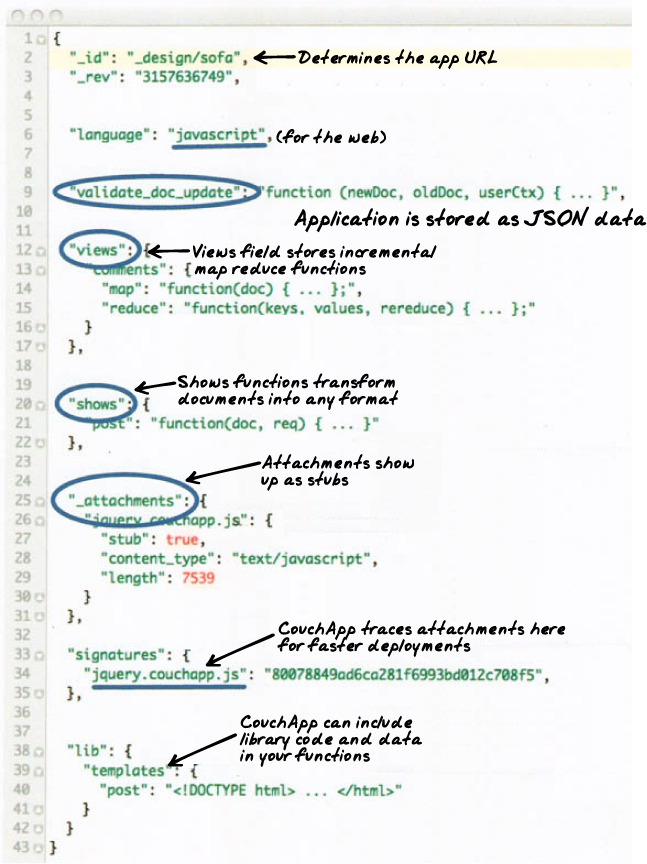 1 {
2 "_id": "_design/sofa", Determines the app URL
3 "_rev": "3157636749",
4
5
6 "language": "javascript", (for the web)
7
8
9 "validate_doc_update": "function (newDoc, oldDoc, userCtx) { ... }",
10 Application is stored as JSON data
11
12 "views": { Views field stores incremental
13 "comments": { map reduce functions
14 "map": "function(doc) { ... };",
15 "reduce": "function(keys, values, rereduce) { ... };"
16 }
17 },
18
19 Shows functions transform
20 "shows": { documents into any format
21 "post": "function(doc, req) { ... }"
22 },
23 Attachments show
24 up as stubs
25 "_attachments": {
26 "jquery.couchapp.js": {
27 "stub": true,
28 "content_type": "text/javascript",
29 "length": 7539
30 }
31 },
32 CouchApp traces attachments here
33 "signatures": { for faster deployments
34 "jquery.couchapp.js": "80078849ad6ca281f6993bd012c708f5",
35 },
36
37 CouchApp can include
38 "lib": { library code and data
39 "templates": { in your functions
40 "post": "<!DOCTYPE html> ... </html>"
41 }
42 }
43 }